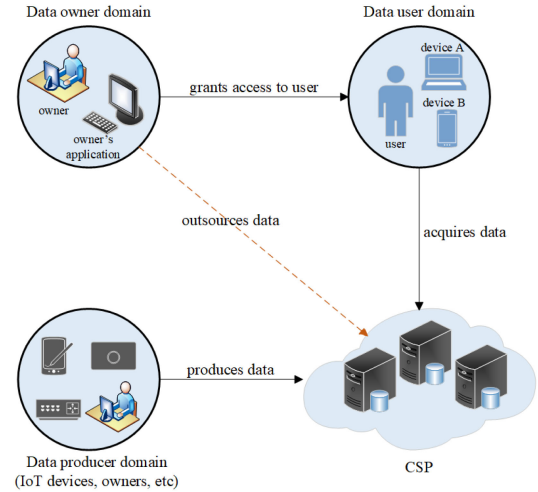 Data owner domain
Data user domain
owner
owner's
application
grants access to user
device A
device B
user
outsources data
acquires data
produces data
Data producer domain
(IoT devices, owners, etc)
CSP